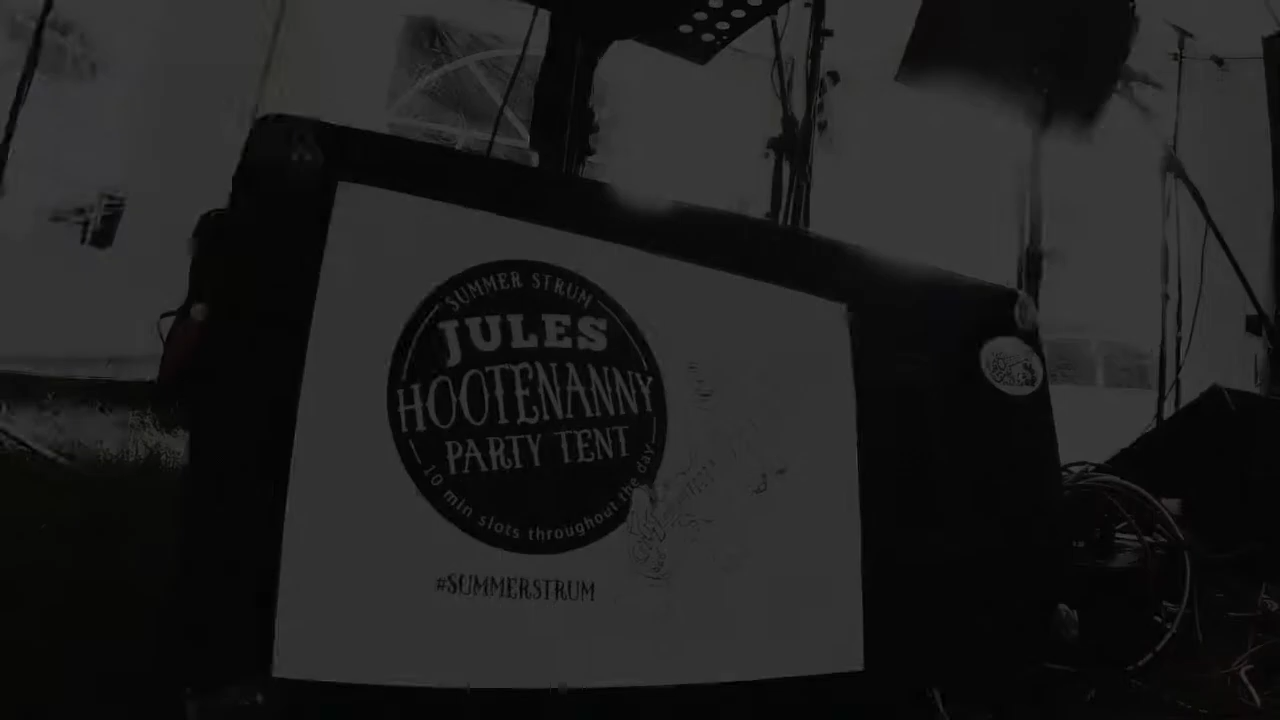 SUMMER STRUM
JULES
HOOTENANNY
PARTY TENT
10 min slots throughout the day
#SUMMERSTRUM